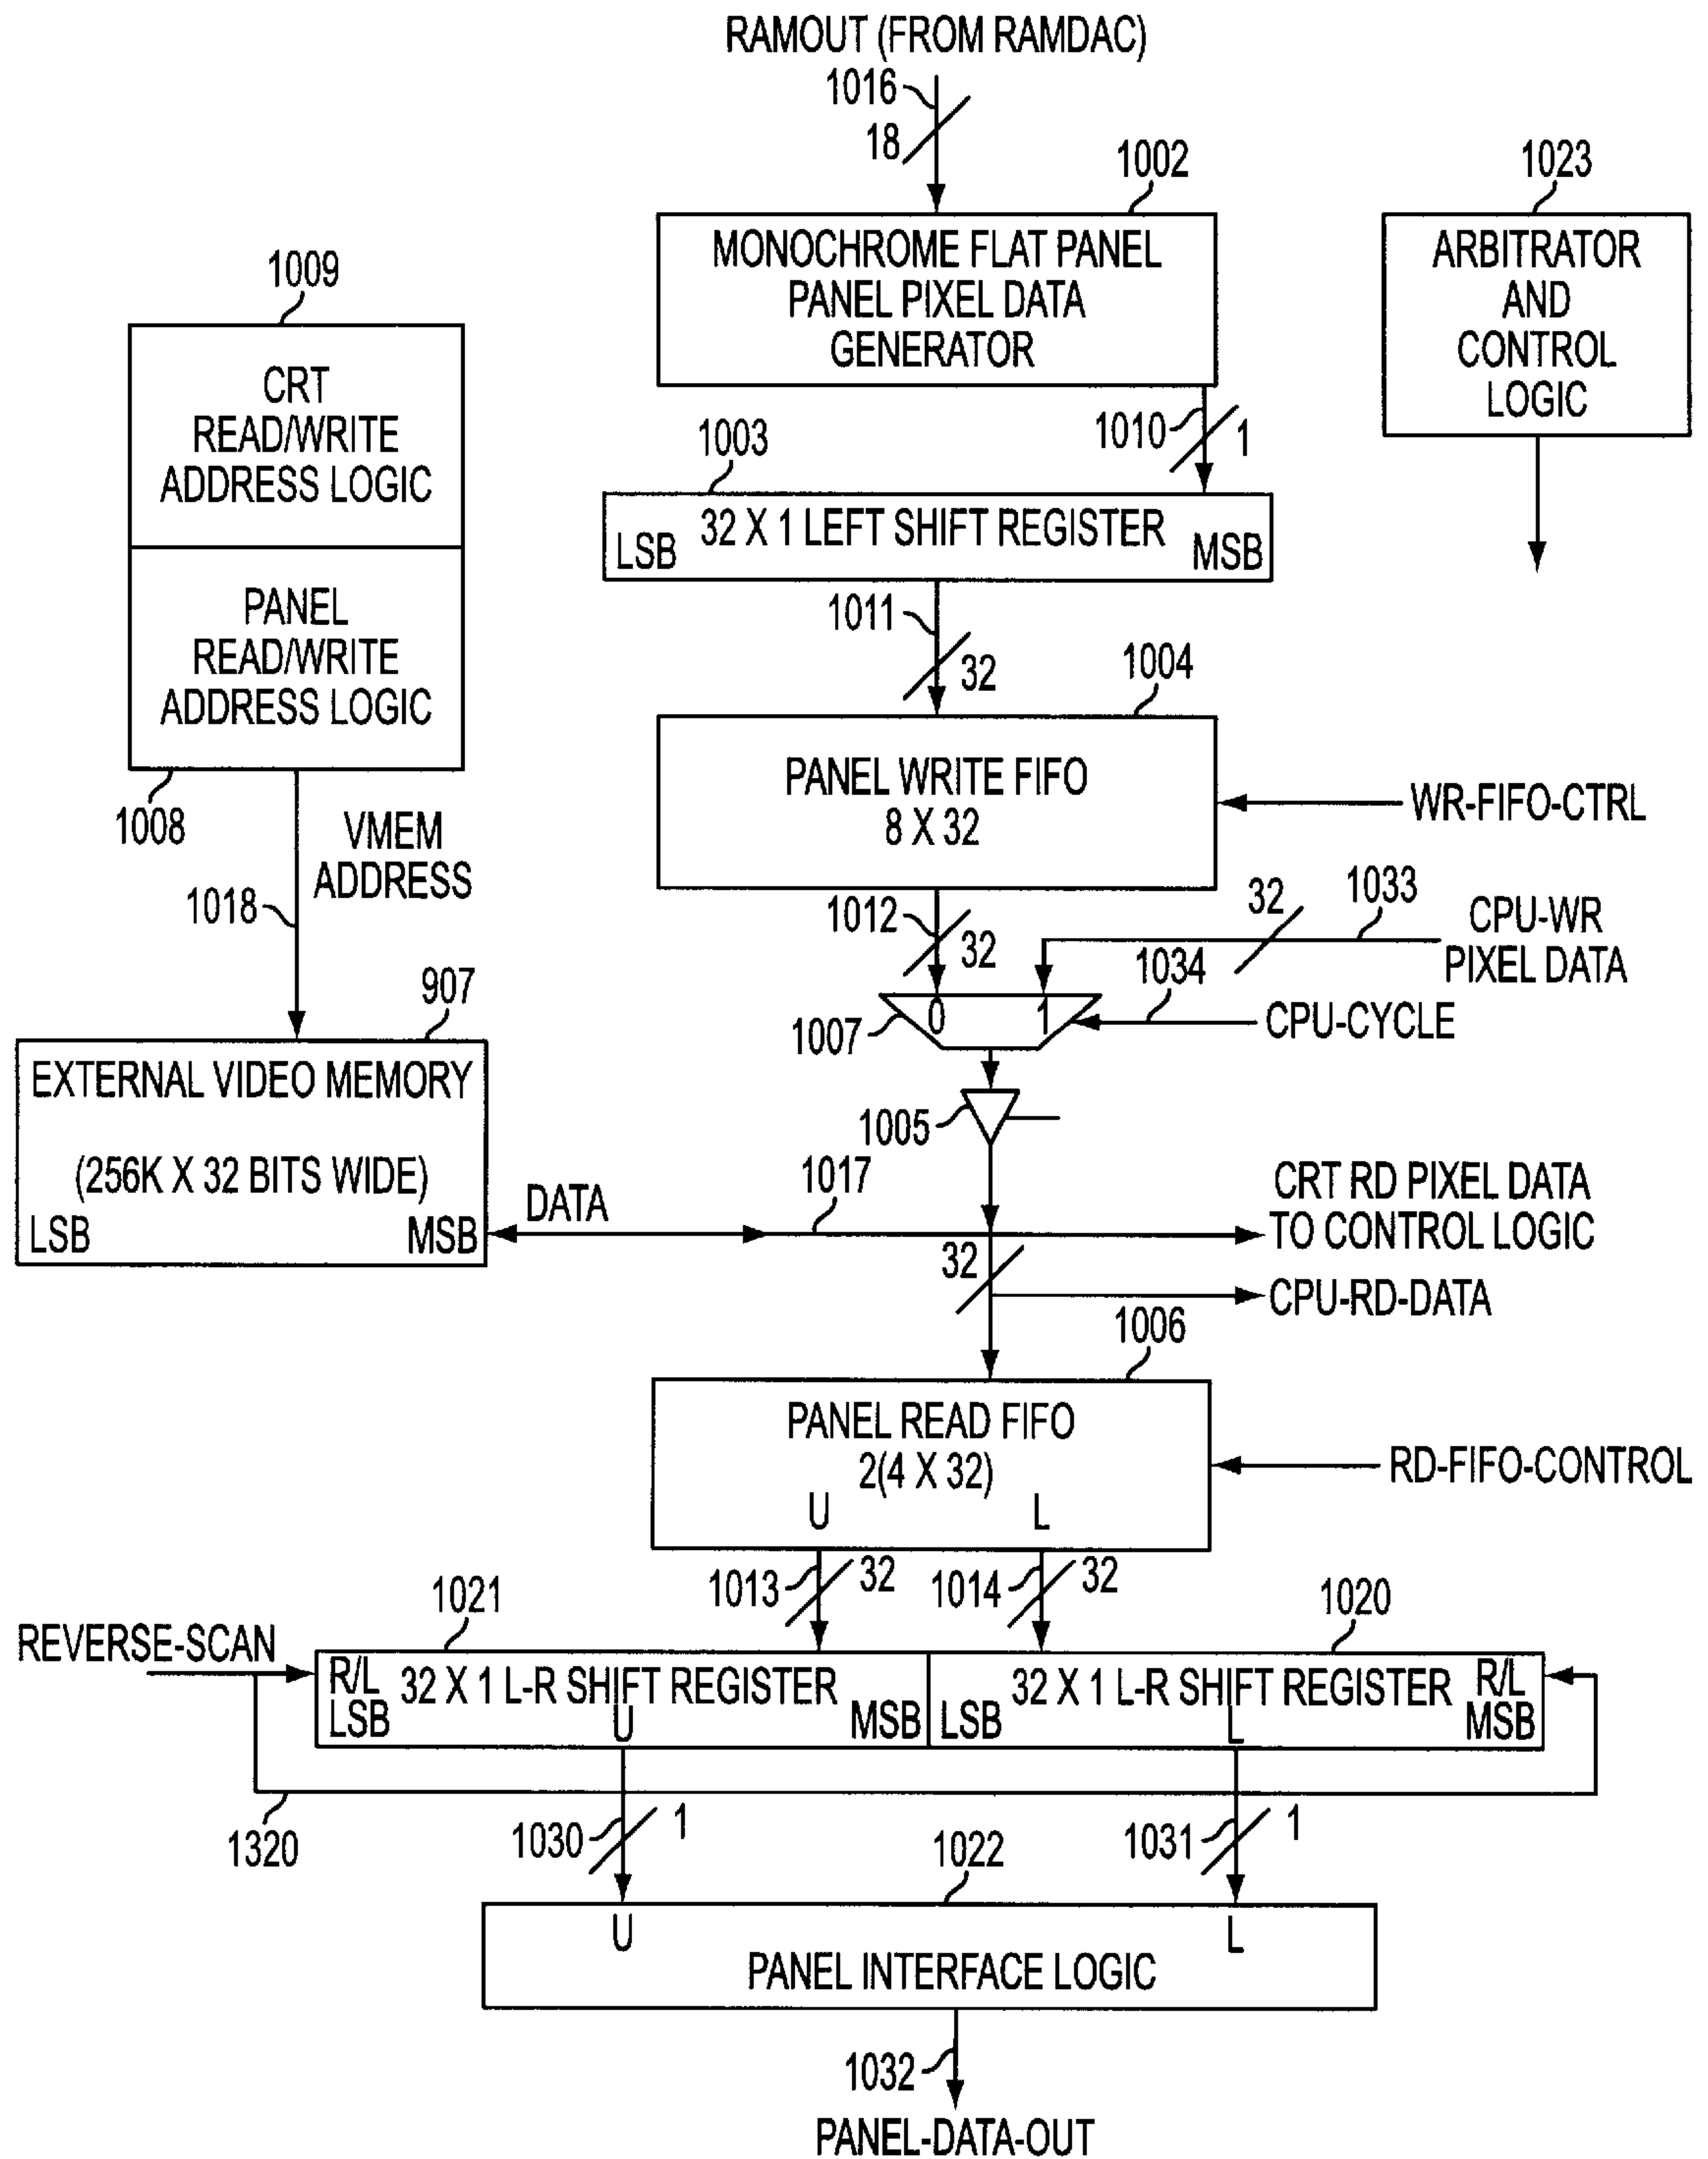 RAMOUT (FROM RAMDAC)
1016
18
1002
1023
MONOCHROME FLAT PANEL
PANEL PIXEL DATA
GENERATOR
ARBITRATOR
AND
CONTROL
LOGIC
1009
CRT
READ/WRITE
ADDRESS LOGIC
1010
1
1003
32 X 1 LEFT SHIFT REGISTER
LSB
MSB
PANEL
READ/WRITE
ADDRESS LOGIC
1011
32
1004
1008
VMEM
ADDRESS
PANEL WRITE FIFO
8 X 32
WR-FIFO-CTRL
1018
1012
32
32
1033
CPU-WR
PIXEL DATA
1034
907
1007
0
1
CPU-CYCLE
EXTERNAL VIDEO MEMORY
(256K X 32 BITS WIDE)
LSB
MSB
1005
DATA
1017
CRT RD PIXEL DATA
TO CONTROL LOGIC
32
CPU-RD-DATA
1006
PANEL READ FIFO
2(4 X 32)
U
L
RD-FIFO-CONTROL
1013
32
1014
32
1021
1020
REVERSE-SCAN
R/L
32 X 1 L-R SHIFT REGISTER
LSB
U
MSB
32 X 1 L-R SHIFT REGISTER
R/L
LSB
L
MSB
1320
1030
1
1031
1
1022
U
L
PANEL INTERFACE LOGIC
1032
PANEL-DATA-OUT